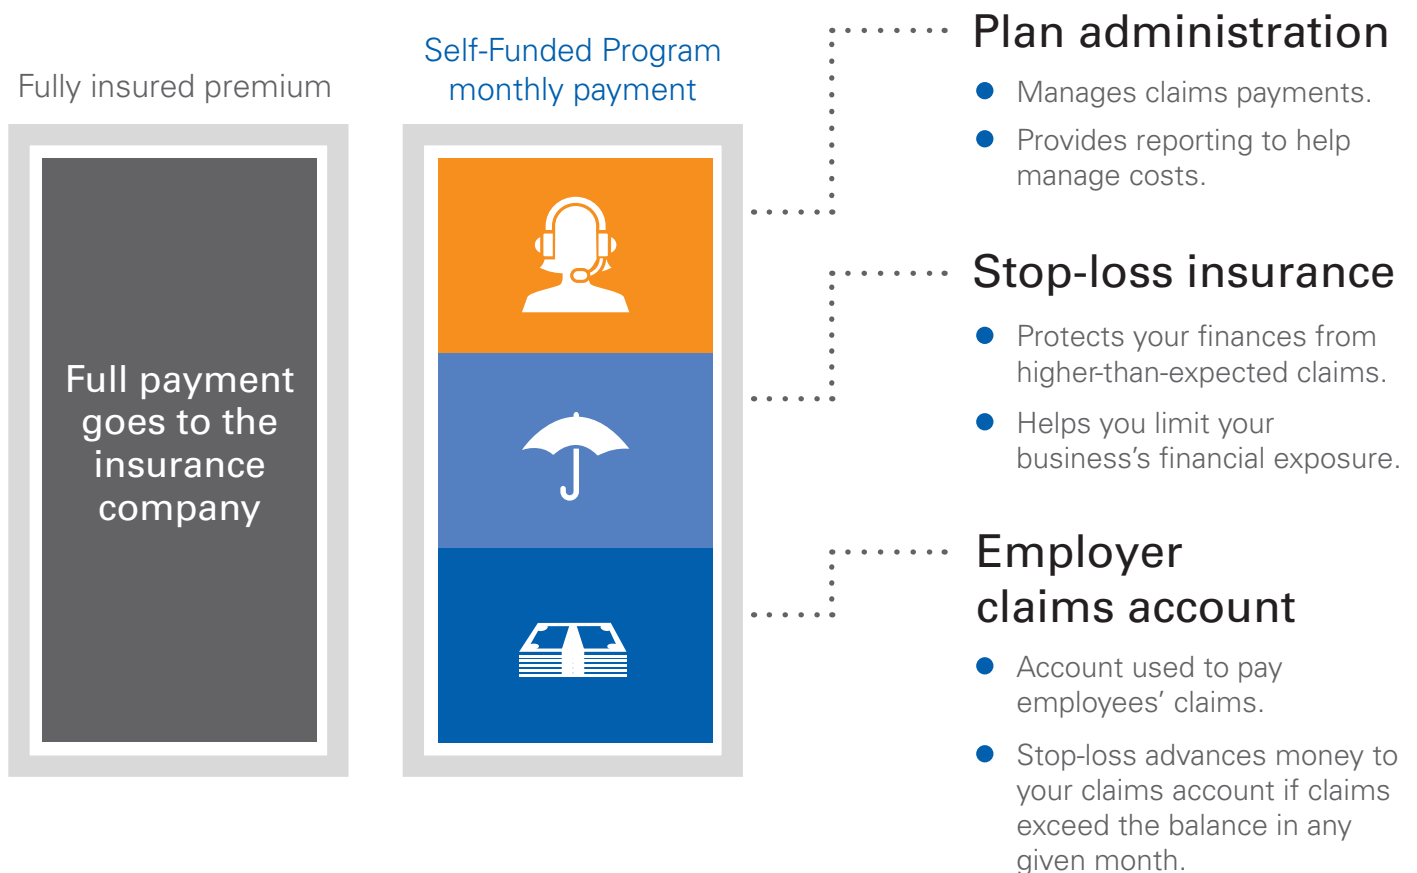 Fully insured premium
Full payment
goes to the
insurance
company
Self-Funded Program
monthly payment
Plan administration
Manages claims payments.
Provides reporting to help
manage costs.
Stop-loss insurance
Protects your finances from
higher-than-expected claims.
Helps you limit your
business’s financial exposure.
Employer
claims account
Account used to pay
employees’ claims.
Stop-loss advances money to
your claims account if claims
exceed the balance in any
given month.